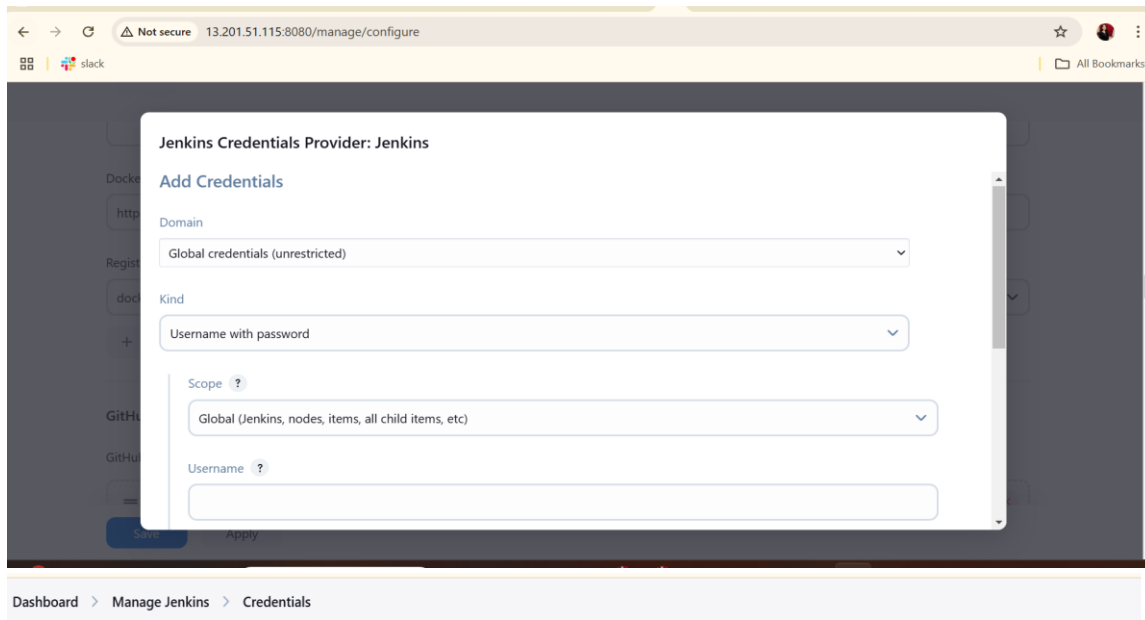 Not secure 13.201.51.115:8080/manage/configure
slack
All Bookmarks
Jenkins Credentials Provider: Jenkins
Add Credentials
Docke
http
Domain
Global credentials (unrestricted)
Regist
dock
Kind
Username with password
+
Scope ?
Global (Jenkins, nodes, items, all child items, etc)
GitHu
GitHul
Username ?
Save Apply
Dashboard > Manage Jenkins > Credentials